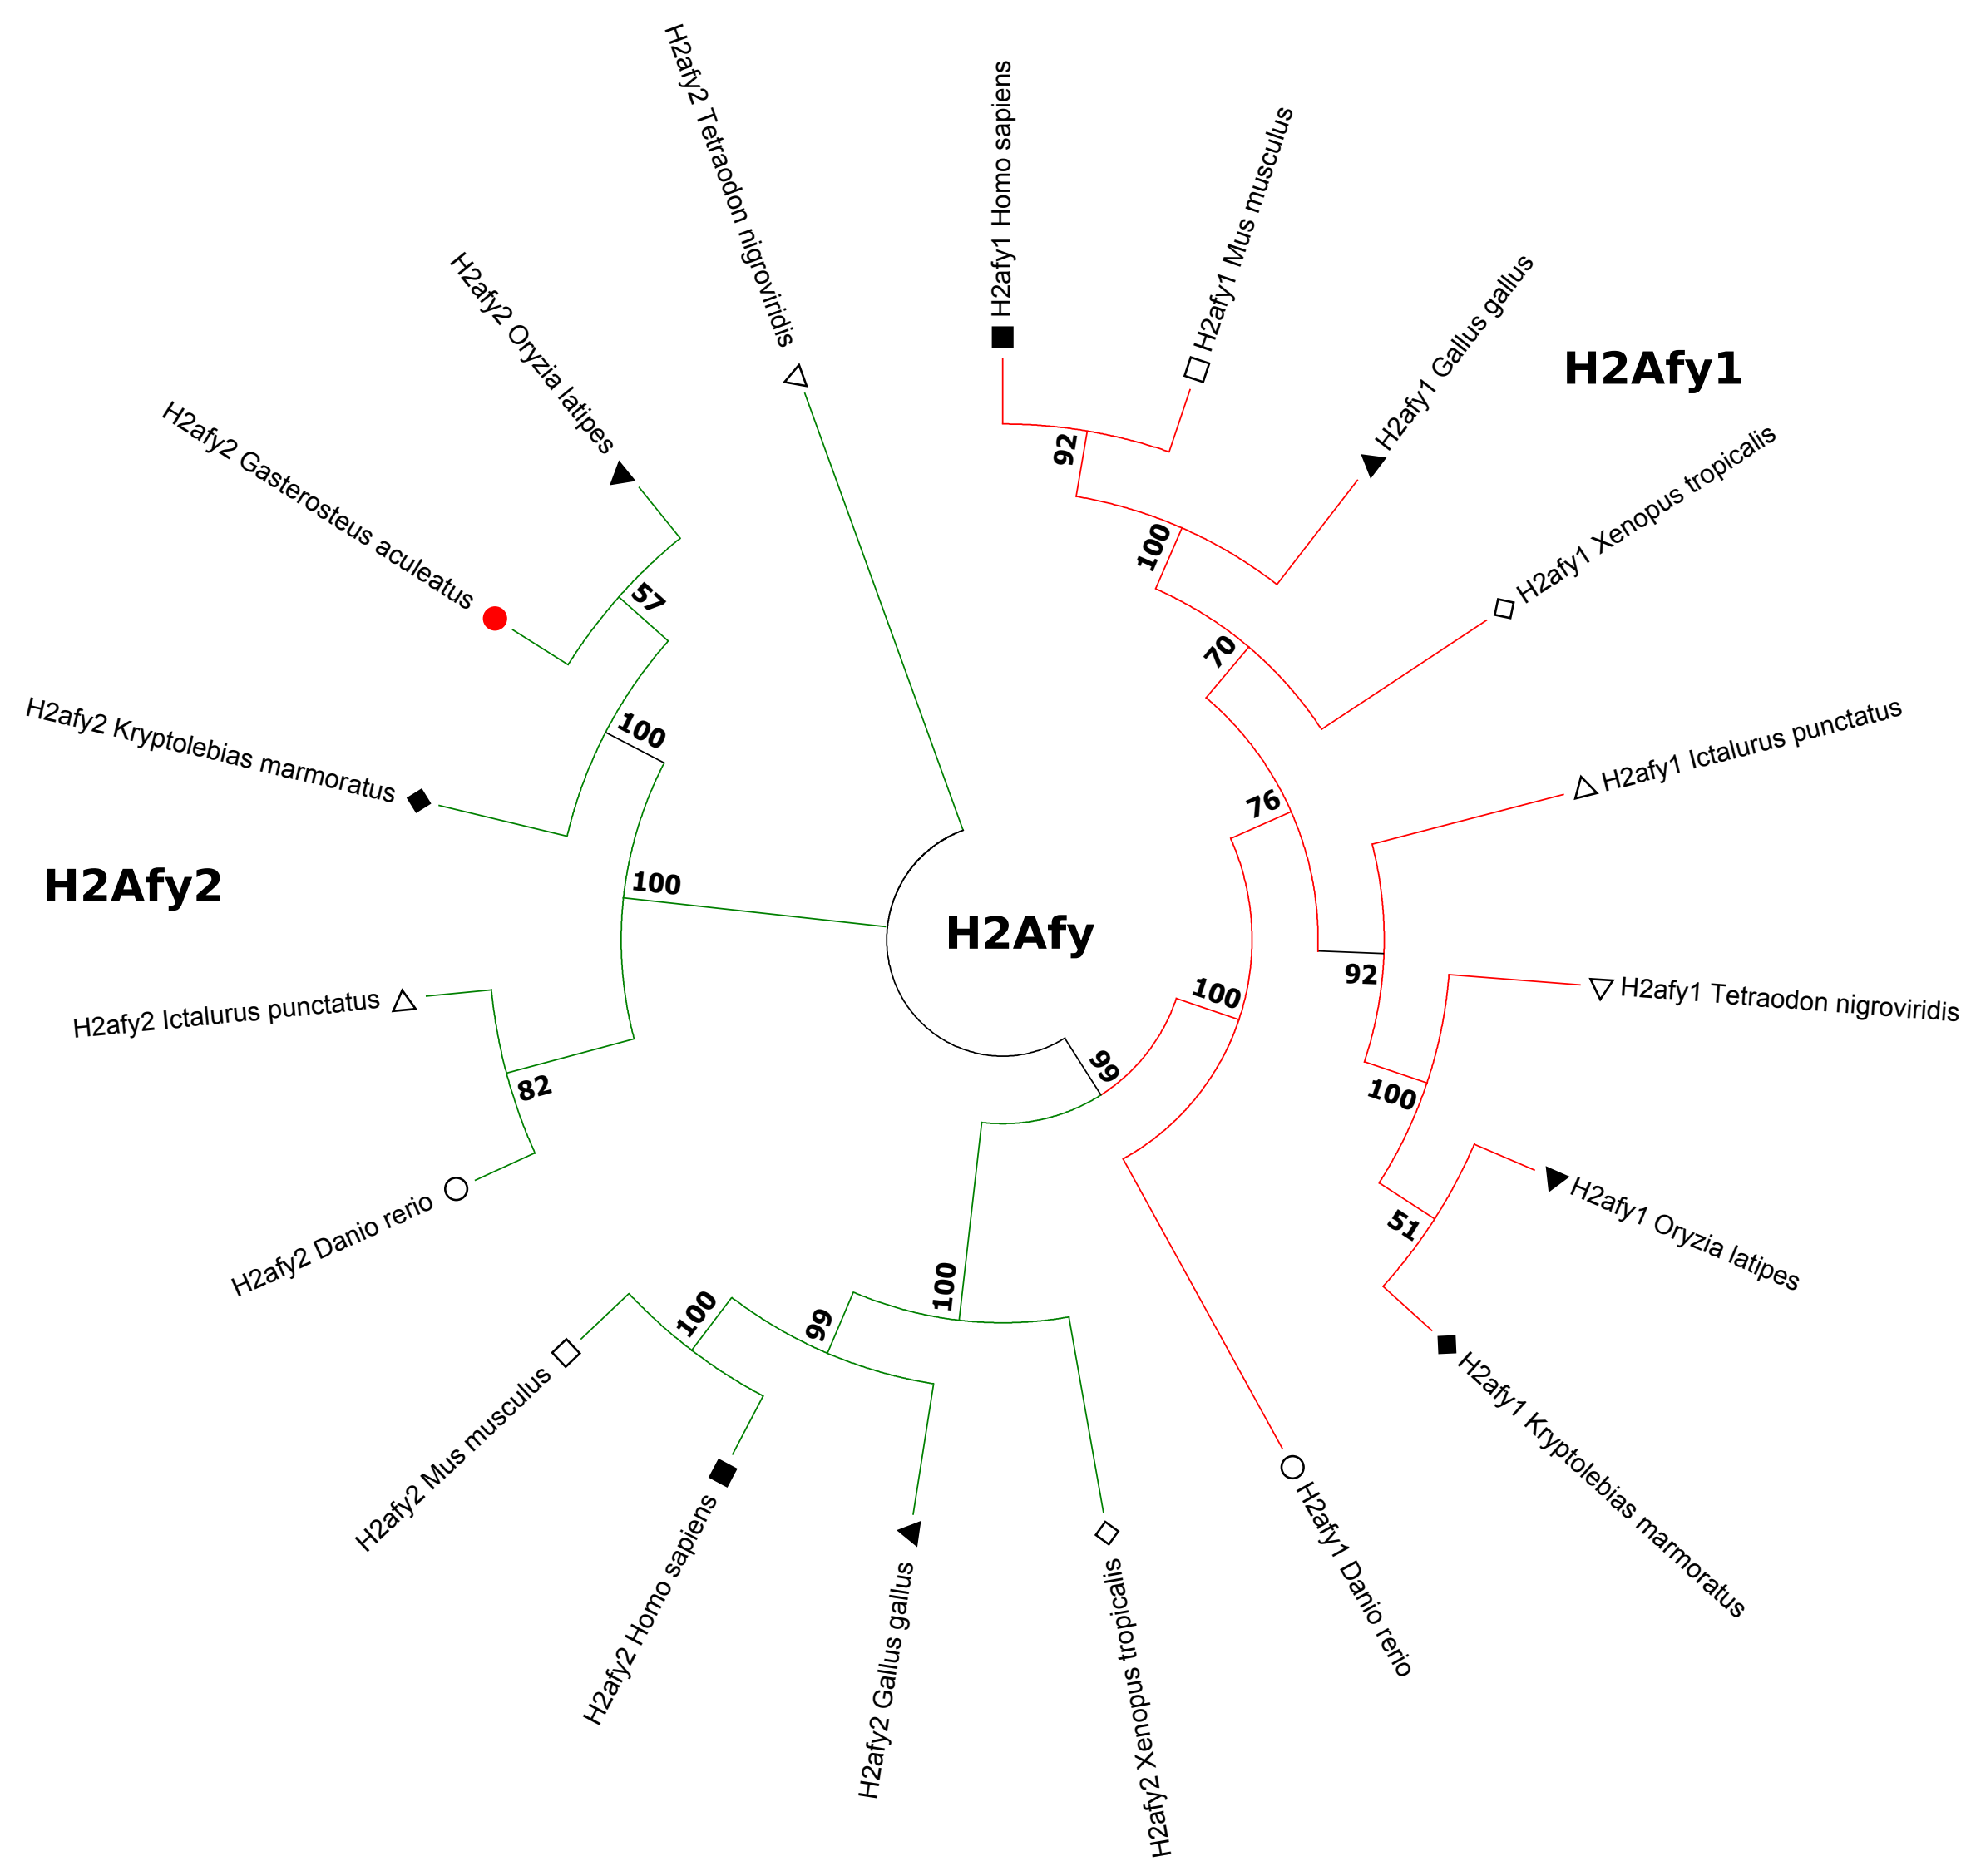 H2afy1 Homo sapiens
H2afy1 Mus musculus
H2afy1 Gallus gallus
H2Afy1
H2afy1 Xenopus tropicalis
H2afy1 Ictalurus punctatus
H2afy1 Tetraodon nigroviridis
H2afy1 Oryzia latipes
H2afy1 Kryptolebias marmoratus
H2afy1 Danio rerio
H2afy2 Xenopus tropicalis
H2afy2 Gallus gallus
H2afy2 Homo sapiens
H2afy2 Mus musculus
H2afy2 Danio rerio
H2afy2 Ictalurus punctatus
H2Afy2
H2afy2 Kryptolebias marmoratus
H2afy2 Gasterosteus aculeatus
H2afy2 Oryzia latipes
H2afy2 Tetraodon nigroviridis
H2Afy
92
100
70
76
92
100
51
100
99
100
99
100
82
100
100
57